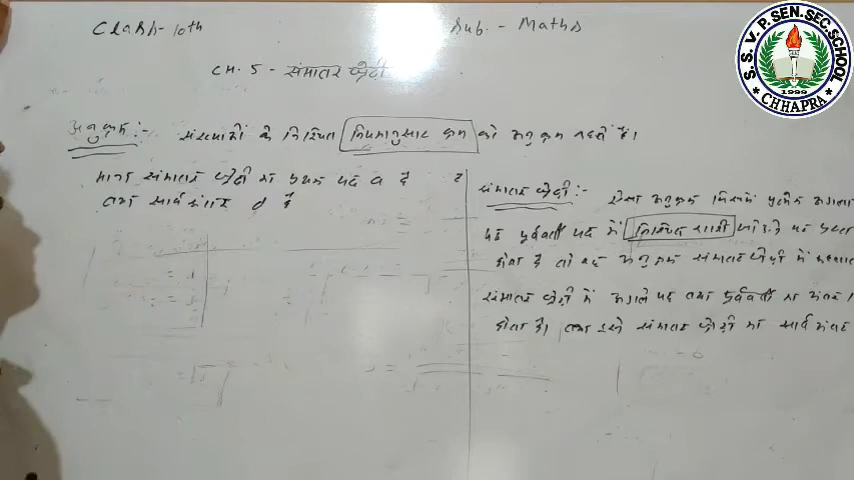 Class-10th
Sub. - Maths
S. S. V. P. SEN. SEC. SCHOOL
1999
CHHAPRA
CH. 5 - समांतर श्रेढ़ी
अनुक्रम :- संख्याओं के निश्चित नियमानुसार क्रम को अनुक्रम कहते हैं।
माना समांतर श्रेढ़ी का प्रथम पद a है
तथा सार्व अंतर d है
समांतर श्रेढ़ी :- ऐसा अनुक्रम जिसमें प्रत्येक अगला
पद पूर्ववर्ती पद में निश्चित राशी जोड़ने पर प्राप्त
होता है तो वह अनुक्रम समांतर श्रेढ़ी में
समांतर श्रेढ़ी में अगले पद तथा पूर्ववर्ती का अंतर
होता है। तथा इसे समांतर श्रेढ़ी का सार्व अंतर